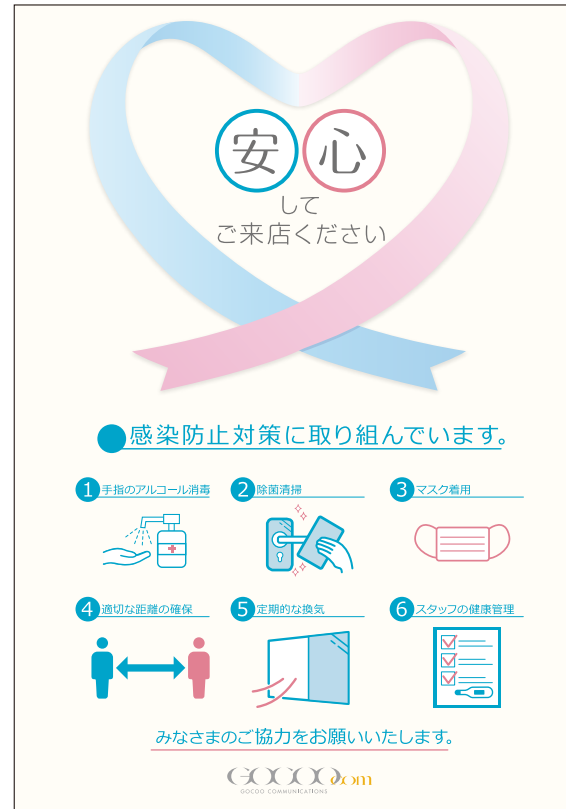 安心
して
ご来店ください
感染防止対策に取り組んでいます。
1 手指のアルコール消毒
2 除菌清掃
3 マスク着用
4 適切な距離の確保
5 定期的な換気
6 スタッフの健康管理
みなさまのご協力をお願いいたします。
GOCOO.com
GOCOO COMMUNICATIONS